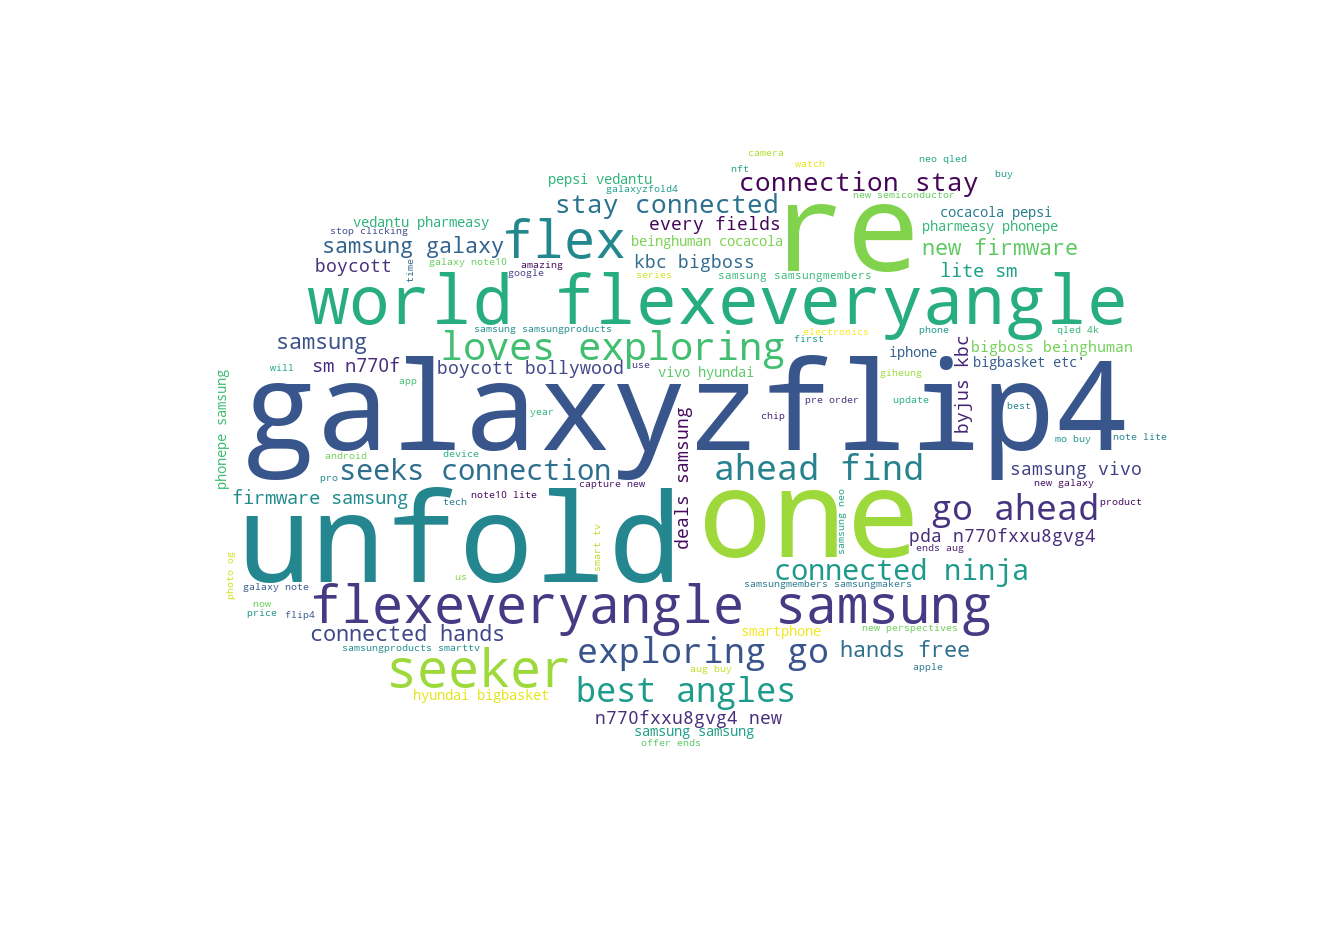 camera
neo qled
watch
nft
buy
connection stay
pepsi vedantu
galaxyzfold4
new semiconductor
stay connected
re
cocacola pepsi
vedantu pharmeasy
every fields
pharmeasy phonepe
stop clicking
flex
beinghuman cocacola
samsung galaxy
new firmware
boycott
galaxy note10
amazing
kbc bigboss
lite sm
time
google
series
samsung samsungmembers
world flexeveryangle
samsung samsungproducts
electronics
phone
qled 4k
samsung
loves exploring
first
byjus kbc
bigboss beinghuman
iphone
sm n770f
boycott bollywood
use
bigbasket etc'
will
vivo hyundai
giheung
app
phonepe samsung
galaxyzflip4
pre order
update
best
year
chip
mo buy
note lite
android
device
seeks connection
deals samsung
ahead find
samsung vivo
pro
capture new
new galaxy
firmware samsung
note10 lite
tech
unfold
one
samsung neo
go ahead
product
smart tv
pda n770fxxu8gvg4
ends aug
photo og
us
connected ninja
galaxy note
samsungmembers samsungmakers
now
price
flip4
flexeveryangle samsung
connected hands
smartphone
new perspectives
samsungproducts smarttv
exploring go
hands free
seeker
aug buy
apple
hyundai bigbasket
best angles
n770fxxu8gvg4 new
samsung samsung
offer ends